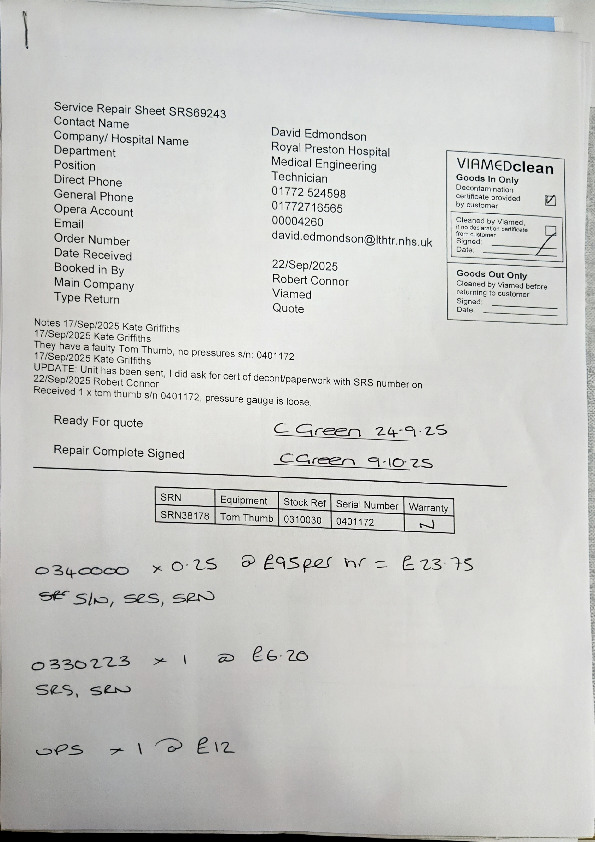 Service Repair Sheet SRS69243
Contact Name David Edmondson
Company/ Hospital Name Royal Preston Hospital
Department Medical Engineering
Position Technician
Direct Phone 01772 524598
General Phone 01772716565
Opera Account 00004260
Email david.edmondson@lthtr.nhs.uk
Order Number
Date Received 22/Sep/2025
Booked in By Robert Connor
Main Company Viamed
Type Return Quote
VIAMEDclean
Goods In Only
Decontamination
certificate provided
by customer
Cleaned by Viamed,
if no declaration certificate
from customer
Signed:
Date:
Goods Out Only
Cleaned by Viamed before
returning to customer
Signed:
Date:
Notes 17/Sep/2025 Kate Griffiths
17/Sep/2025 Kate Griffiths
They have a faulty Tom Thumb, no pressures s/n: 0401172
17/Sep/2025 Kate Griffiths
UPDATE: Unit has been sent, I did ask for cert of decont/paperwork with SRS number on
22/Sep/2025 Robert Connor
Received 1 x tom thumb s/n 0401172, pressure gauge is loose.
Ready For quote C Green 24-9-25
Repair Complete Signed C Green 9-10-25
SRN Equipment Stock Ref Serial Number Warranty
SRN38178 Tom Thumb 0310030 0401172 N
0340000 x 0.25 @ £95 per hr = £23.75
S/N, SRS, SRN
0330223 x 1 @ £6.20
SRS, SRN
UPS x 1 @ £12